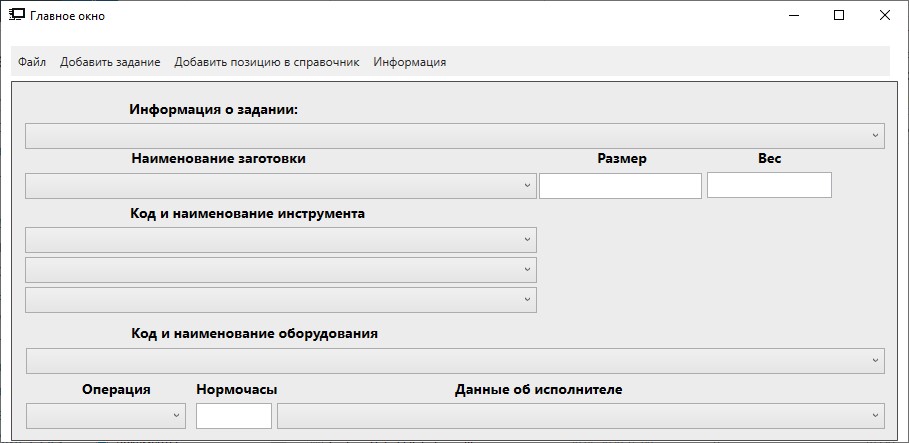 Главное окно
Файл Добавить задание Добавить позицию в справочник Информация
Информация о задании:
Наименование заготовки Размер Вес
Код и наименование инструмента
Код и наименование оборудования
Операция Нормочасы Данные об исполнителе